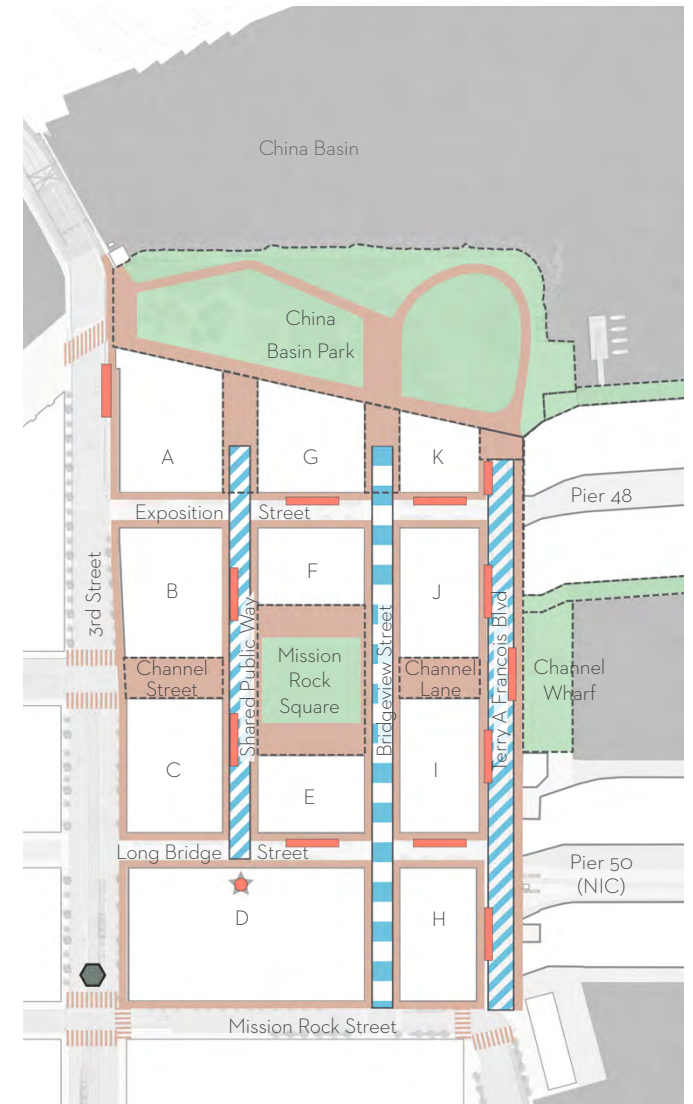 China Basin
China
Basin Park
A
G
K
Pier 48
Exposition Street
3rd Street
B
F
J
Shared Public Way
Bridgeview Street
Terry A Francois Blvd
Channel
Street
Mission
Rock
Square
Channel
Lane
Channel
Wharf
C
E
I
Long Bridge Street
Pier 50
(NIC)
D
H
Mission Rock Street